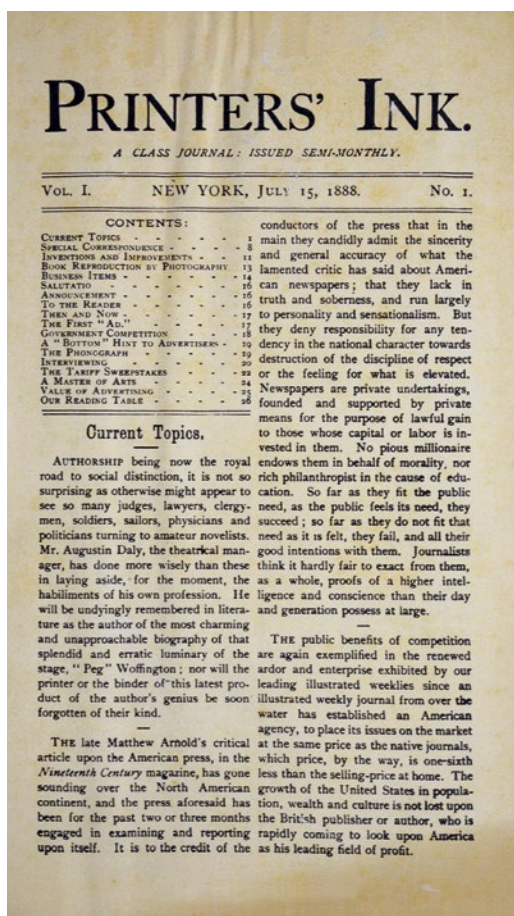 PRINTERS' INK.
A CLASS JOURNAL: ISSUED SEMI-MONTHLY.
VOL. I. NEW YORK, JULY 15, 1888. NO. 1.
CONTENTS:
CURRENT TOPICS - - - - - - 1
SPECIAL CORRESPONDENCE - - - - 8
INVENTIONS AND IMPROVEMENTS - - - 11
BOOK REPRODUCTION BY PHOTOGRAPHY 13
BUSINESS ITEMS - - - - - - 14
SALUTATIO - - - - - - 16
ANNOUNCEMENT - - - - - - 16
TO THE READER - - - - - - 16
THEN AND NOW - - - - - - 17
THE FIRST "AD." - - - - - - 17
GOVERNMENT COMPETITION - - - - 18
A "BOTTOM" HINT TO ADVERTISERS - - 19
THE PHONOGRAPH - - - - - 19
INTERVIEWING - - - - - - 20
THE TARIFF SWEEPSTAKES - - - - 22
A MASTER OF ARTS - - - - - 24
VALUE OF ADVERTISING - - - - - 25
OUR READING TABLE - - - - - 26
Current Topics.
AUTHORSHIP being now the royal
road to social distinction, it is not so
surprising as otherwise might appear to
see so many judges, lawyers, clergy-
men, soldiers, sailors, physicians and
politicians turning to amateur novelists.
Mr. Augustin Daly, the theatrical man-
ager, has done more wisely than these
in laying aside, for the moment, the
habiliments of his own profession. He
will be undyingly remembered in litera-
ture as the author of the most charming
and unapproachable biography of that
splendid and erratic luminary of the
stage, "Peg" Woffington; nor will the
printer or the binder of this latest pro-
duct of the author's genius be soon
forgotten of their kind.
THE late Matthew Arnold's critical
article upon the American press, in the
Nineteenth Century magazine, has gone
sounding over the North American
continent, and the press aforesaid has
been for the past two or three months
engaged in examining and reporting
upon itself. It is to the credit of the
conductors of the press that in the
main they candidly admit the sincerity
and general accuracy of what the
lamented critic has said about Ameri-
can newspapers; that they lack in
truth and soberness, and run largely
to personality and sensationalism. But
they deny responsibility for any ten-
dency in the national character towards
destruction of the discipline of respect
or the feeling for what is elevated.
Newspapers are private undertakings,
founded and supported by private
means for the purpose of lawful gain
to those whose capital or labor is in-
vested in them. No pious millionaire
endows them in behalf of morality, nor
rich philanthropist in the cause of edu-
cation. So far as they fit the public
need, as the public feels its need, they
succeed; so far as they do not fit that
need as it is felt, they fail, and all their
good intentions with them. Journalists
think it hardly fair to exact from them,
as a whole, proofs of a higher intel-
ligence and conscience than their day
and generation possess at large.
THE public benefits of competition
are again exemplified in the renewed
ardor and enterprise exhibited by our
leading illustrated weeklies since an
illustrated weekly journal from over the
water has established an American
agency, to place its issues on the market
at the same price as the native journals,
which price, by the way, is one-sixth
less than the selling-price at home. The
growth of the United States in popula-
tion, wealth and culture is not lost upon
the British publisher or author, who is
rapidly coming to look upon America
as his leading field of profit.